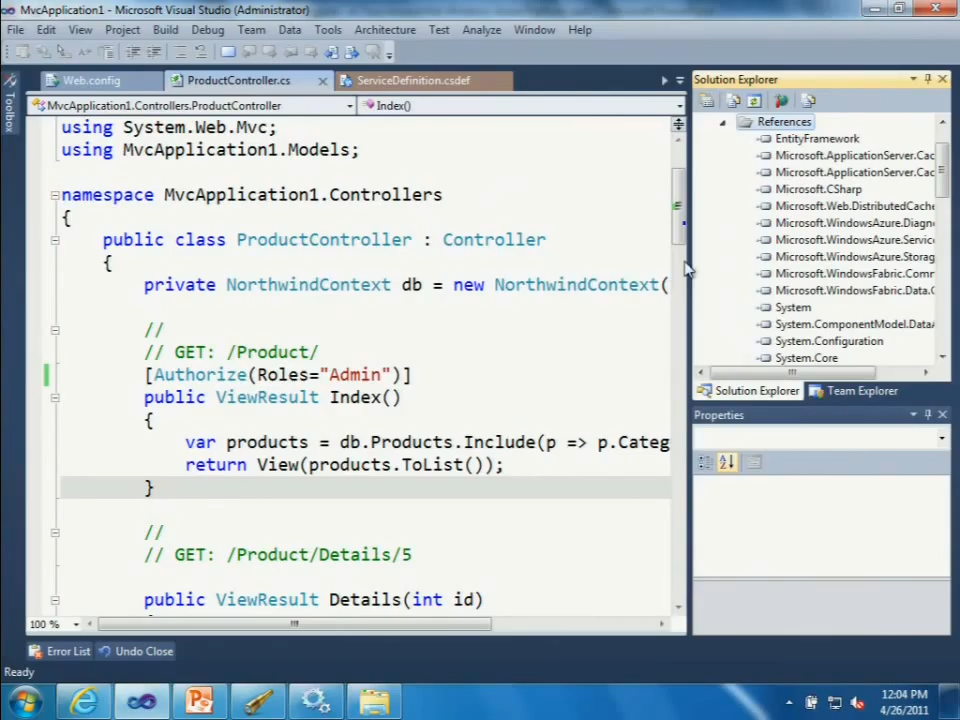 MvcApplication1 - Microsoft Visual Studio (Administrator)
File Edit View Project Build Debug Team Data Tools Architecture Test Analyze Window Help
Web.config ProductController.cs ServiceDefinition.csdef
MvcApplication1.Controllers.ProductController Index()
Toolbox
using System.Web.Mvc;
using MvcApplication1.Models;
namespace MvcApplication1.Controllers
{
public class ProductController : Controller
{
private NorthwindContext db = new NorthwindContext(
//
// GET: /Product/
[Authorize(Roles="Admin")]
public ViewResult Index()
{
var products = db.Products.Include(p => p.Categ
return View(products.ToList());
}
//
// GET: /Product/Details/5
public ViewResult Details(int id)
100 %
Error List Undo Close
Ready
Solution Explorer
References
EntityFramework
Microsoft.ApplicationServer.Cac
Microsoft.ApplicationServer.Cac
Microsoft.CSharp
Microsoft.Web.DistributedCache
Microsoft.WindowsAzure.Diagn
Microsoft.WindowsAzure.Service
Microsoft.WindowsAzure.Storag
Microsoft.WindowsFabric.Comr
Microsoft.WindowsFabric.Data.C
System
System.ComponentModel.DataA
System.Configuration
System.Core
Solution Explorer Team Explorer
Properties
12:04 PM
4/26/2011